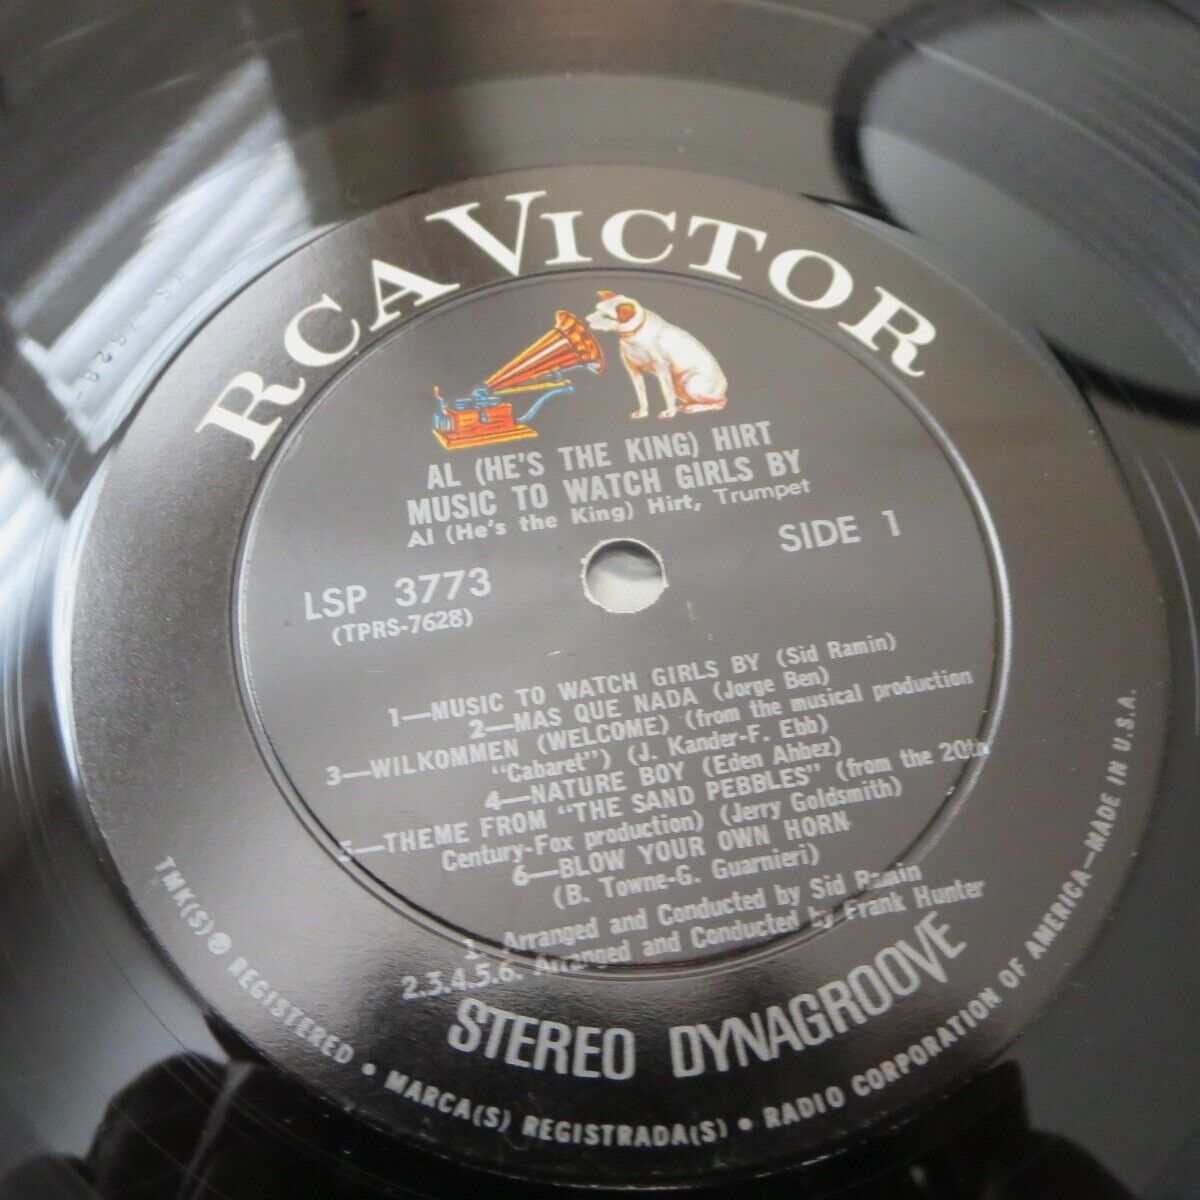 RCA VICTOR
AL (HE'S THE KING) HIRT
MUSIC TO WATCH GIRLS BY
Al (He's the King) Hirt, Trumpet
SIDE 1
LSP 3773
(TPRS-7628)
1—MUSIC TO WATCH GIRLS BY (Sid Ramin)
2—MAS QUE NADA (Jorge Ben)
3—WILKOMMEN (WELCOME) (from the musical production
"Cabaret") (J. Kander-F. Ebb)
4—NATURE BOY (Eden Ahbez)
5—THEME FROM "THE SAND PEBBLES" (from the 20th
Century-Fox production) (Jerry Goldsmith)
6—BLOW YOUR OWN HORN
(B. Towne-G. Guarnieri)
1. Arranged and Conducted by Sid Ramin
2.3.4.5.6. Arranged and Conducted by Frank Hunter
STEREO DYNAGROOVE
TMK(S) ® REGISTERED • MARCA(S) REGISTRADA(S) • RADIO CORPORATION OF AMERICA—MADE IN U.S.A.